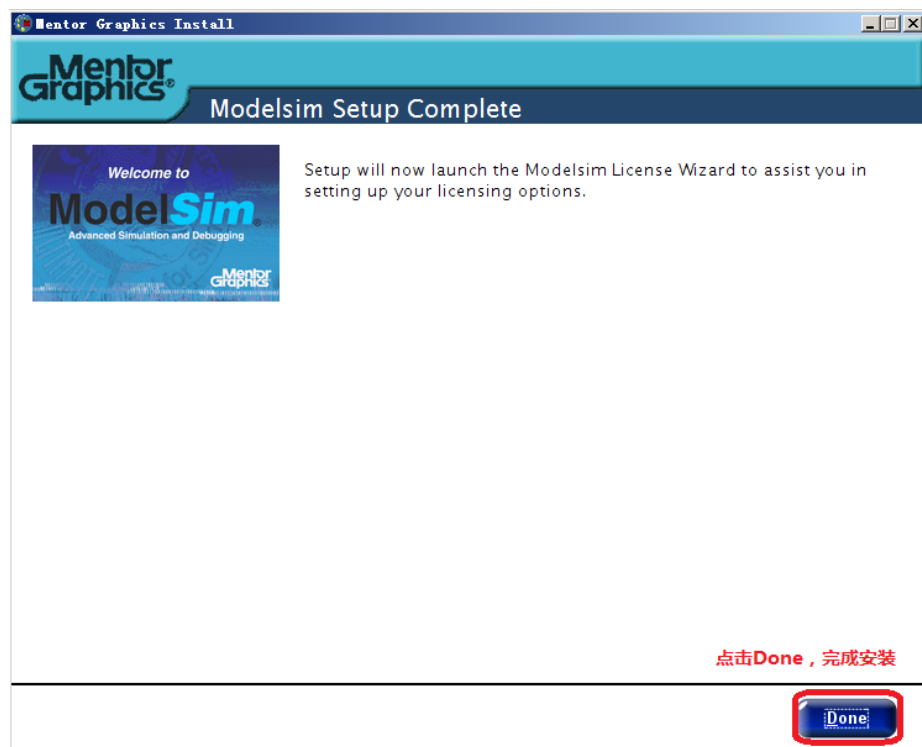 Mentor Graphics Install
Mentor
Graphics®
Modelsim Setup Complete
Welcome to
ModelSim®
Advanced Simulation and Debugging
Mentor
Graphics
Setup will now launch the Modelsim License Wizard to assist you in
setting up your licensing options.
点击Done，完成安装
Done